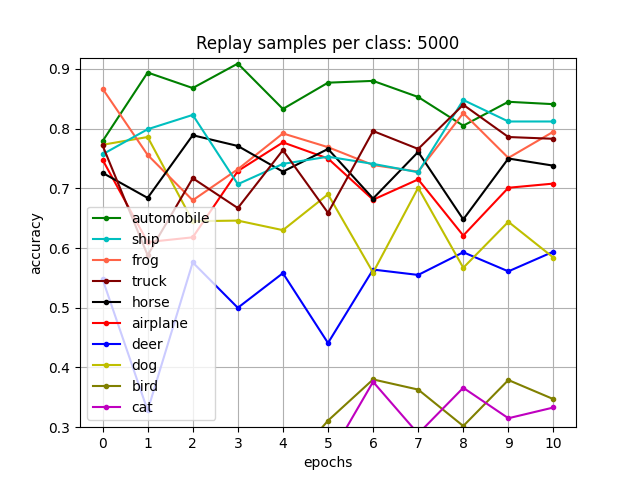 Replay samples per class: 5000
accuracy
0.9
0.8
0.7
0.6
0.5
0.4
0.3
automobile
ship
frog
truck
horse
airplane
deer
dog
bird
cat
0 1 2 3 4 5 6 7 8 9 10
epochs